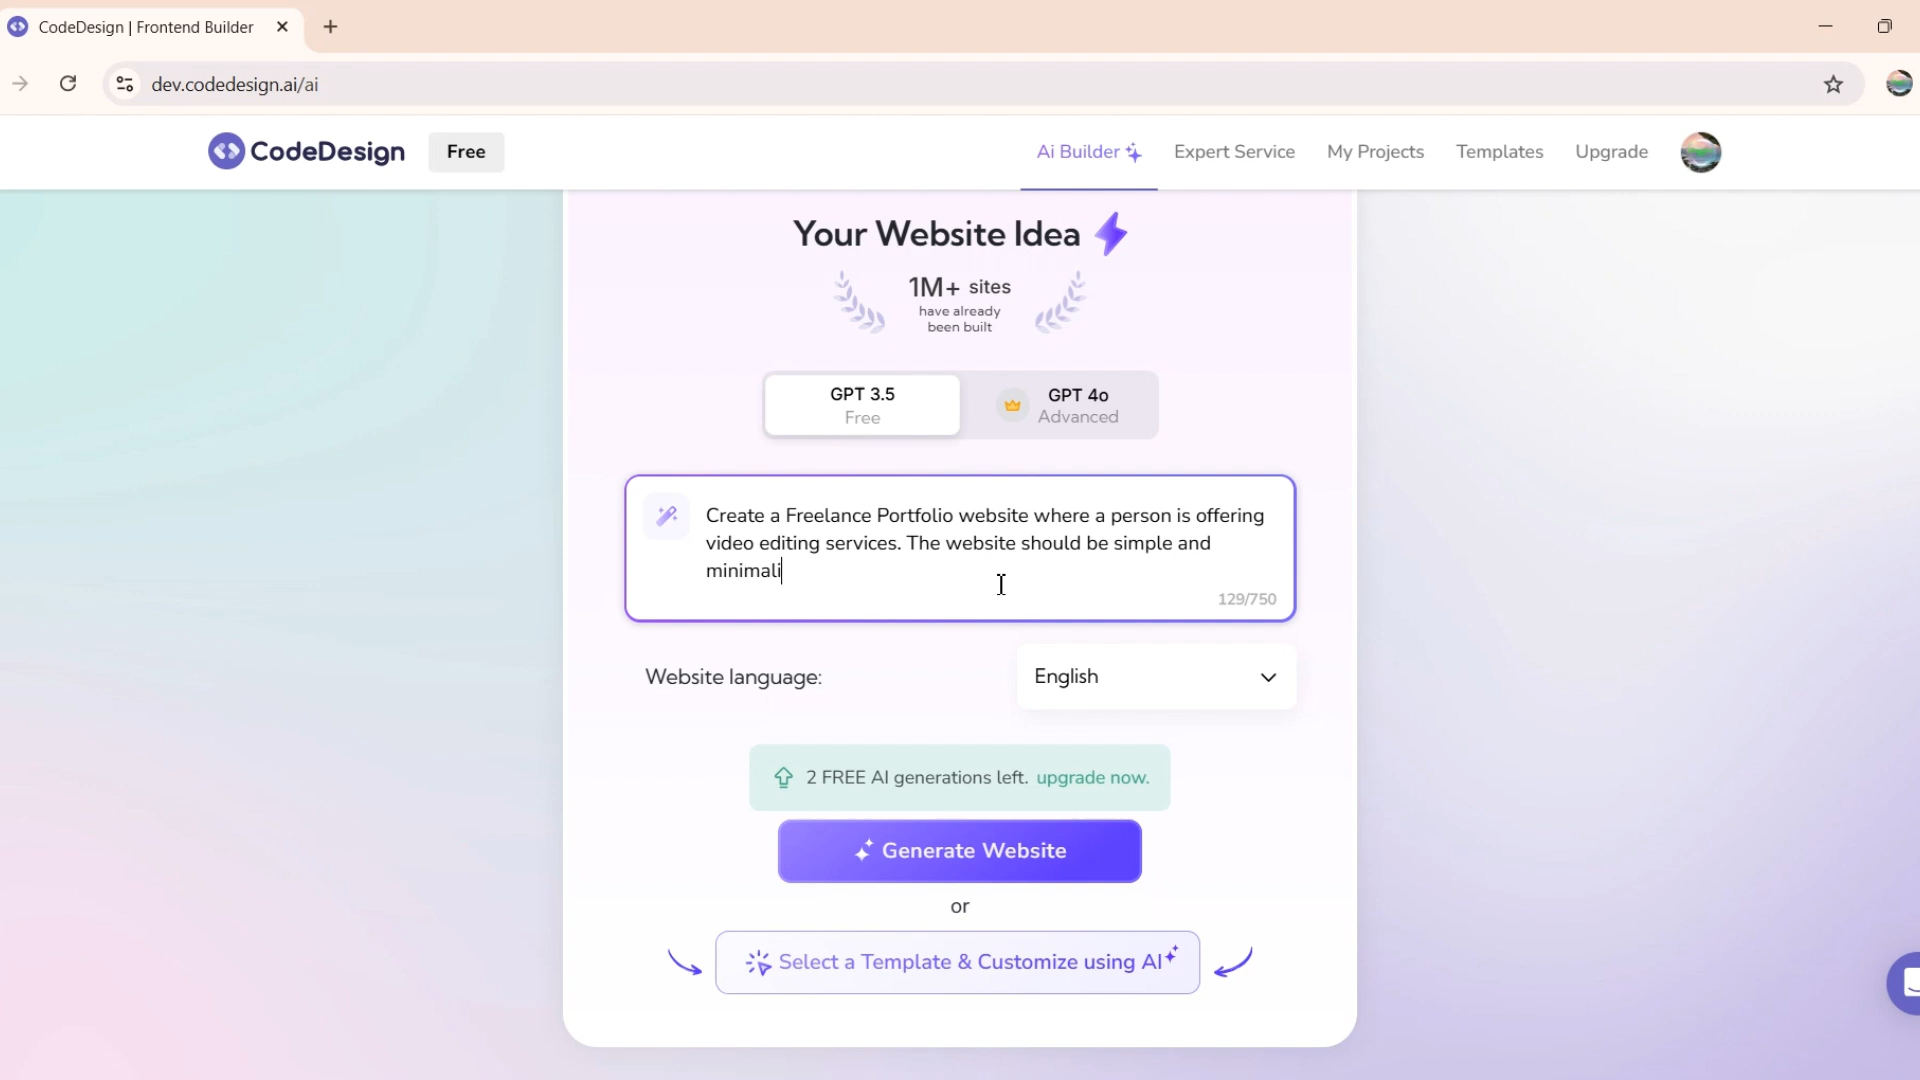 CodeDesign | Frontend Builder
dev.codedesign.ai/ai
CodeDesign
Free
Ai Builder
Expert Service
My Projects
Templates
Upgrade
Your Website Idea
1M+ sites
have already
been built
GPT 3.5
Free
GPT 4o
Advanced
Create a Freelance Portfolio website where a person is offering
video editing services. The website should be simple and
minimali
129/750
Website language:
English
2 FREE AI generations left. upgrade now.
Generate Website
or
Select a Template & Customize using AI